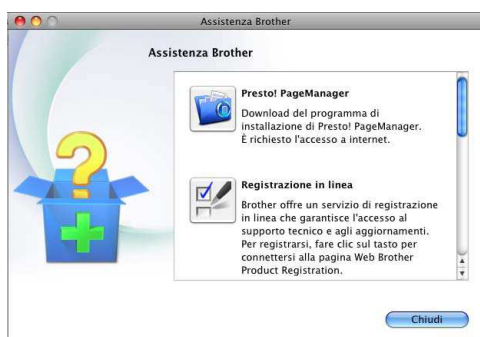 Assistenza Brother
Assistenza Brother
Presto! PageManager
Download del programma di
installazione di Presto! PageManager.
È richiesto l'accesso a internet.
Registrazione in linea
Brother offre un servizio di registrazione
in linea che garantisce l'accesso al
supporto tecnico e agli aggiornamenti.
Per registrarsi, fare clic sul tasto per
connettersi alla pagina Web Brother
Product Registration.
Chiudi